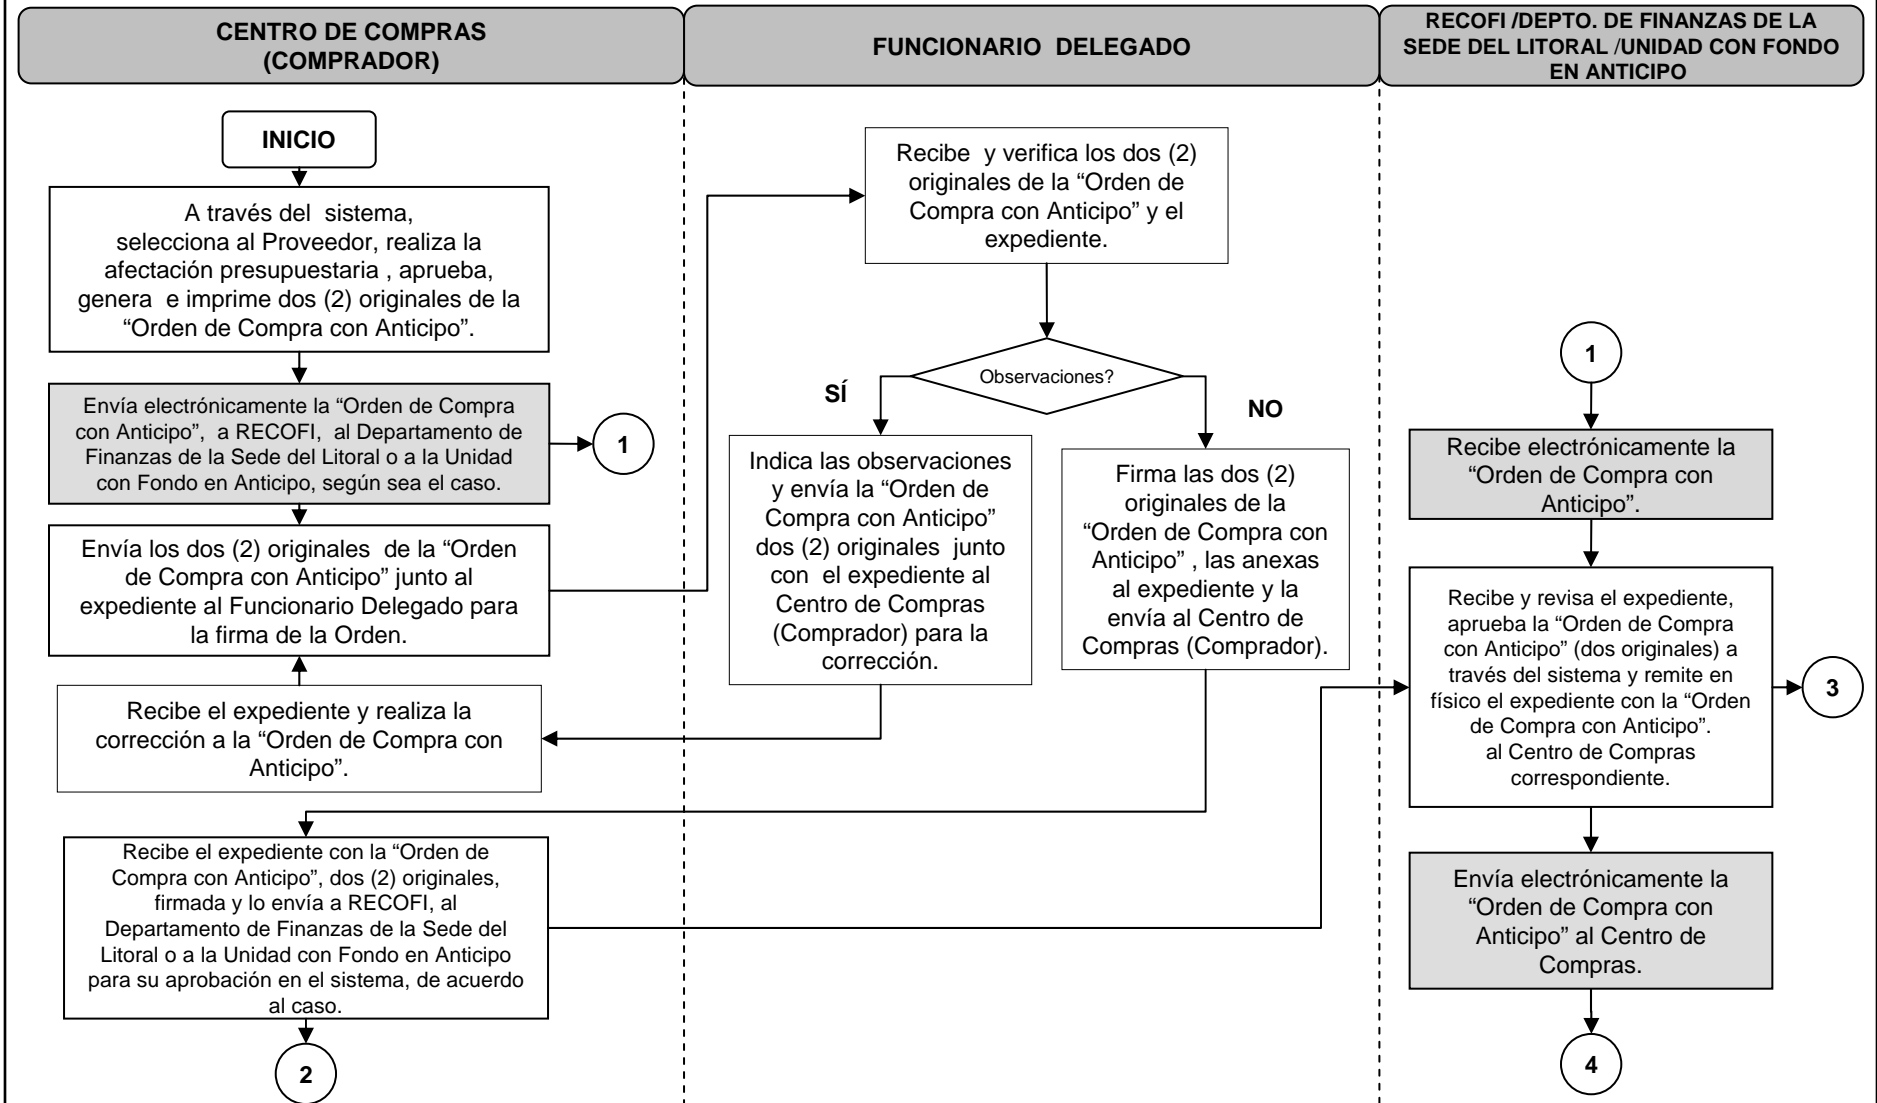 CENTRO DE COMPRAS
(COMPRADOR)
FUNCIONARIO DELEGADO
RECOFI /DEPTO. DE FINANZAS DE LA
SEDE DEL LITORAL /UNIDAD CON FONDO
EN ANTICIPO
INICIO
A través del sistema,
selecciona al Proveedor, realiza la
afectación presupuestaria , aprueba,
genera e imprime dos (2) originales de la
“Orden de Compra con Anticipo”.
Envía electrónicamente la “Orden de Compra
con Anticipo”, a RECOFI, al Departamento de
Finanzas de la Sede del Litoral o a la Unidad
con Fondo en Anticipo, según sea el caso.
1
Envía los dos (2) originales de la “Orden
de Compra con Anticipo” junto al
expediente al Funcionario Delegado para
la firma de la Orden.
Recibe el expediente y realiza la
corrección a la “Orden de Compra con
Anticipo”.
Recibe el expediente con la “Orden de
Compra con Anticipo”, dos (2) originales,
firmada y lo envía a RECOFI, al
Departamento de Finanzas de la Sede del
Litoral o a la Unidad con Fondo en Anticipo
para su aprobación en el sistema, de acuerdo
al caso.
2
Recibe y verifica los dos (2)
originales de la “Orden de
Compra con Anticipo” y el
expediente.
Observaciones?
SÍ
NO
Indica las observaciones
y envía la “Orden de
Compra con Anticipo”
dos (2) originales junto
con el expediente al
Centro de Compras
(Comprador) para la
corrección.
Firma las dos (2)
originales de la
“Orden de Compra con
Anticipo” , las anexas
al expediente y la
envía al Centro de
Compras (Comprador).
1
Recibe electrónicamente la
“Orden de Compra con
Anticipo”.
Recibe y revisa el expediente,
aprueba la “Orden de Compra
con Anticipo” (dos originales) a
través del sistema y remite en
físico el expediente con la “Orden
de Compra con Anticipo”.
al Centro de Compras
correspondiente.
3
Envía electrónicamente la
“Orden de Compra con
Anticipo” al Centro de
Compras.
4